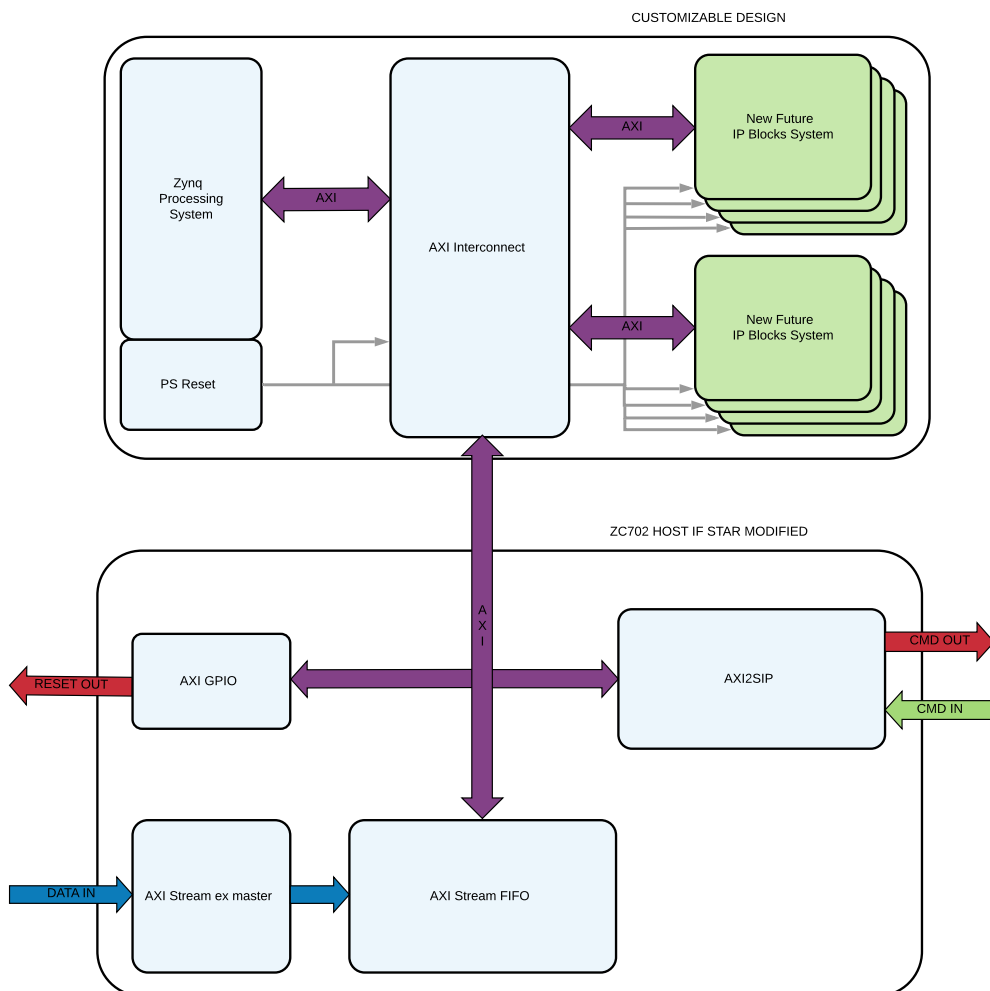 CUSTOMIZABLE DESIGN
Zynq
Processing
System
AXI
AXI Interconnect
AXI
New Future
IP Blocks System
AXI
New Future
IP Blocks System
PS Reset
ZC702 HOST IF STAR MODIFIED
A
X
I
RESET OUT
AXI GPIO
AXI2SIP
CMD OUT
CMD IN
DATA IN
AXI Stream ex master
AXI Stream FIFO